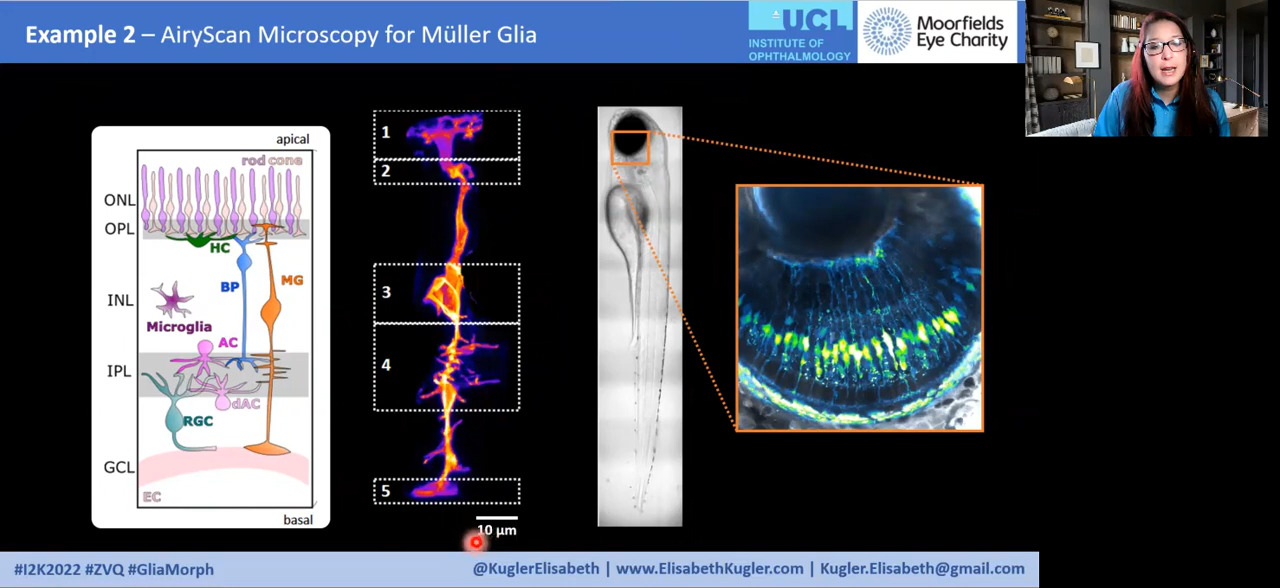 Example 2 – AiryScan Microscopy for Müller Glia
UCL
INSTITUTE OF
OPHTHALMOLOGY
Moorfields
Eye Charity
apical
rod cone
ONL
OPL
HC
BP
MG
INL
Microglia
AC
IPL
dAC
RGC
GCL
EC
basal
1
2
3
4
5
10 µm
#I2K2022 #ZVQ #GliaMorph
@KuglerElisabeth | www.ElisabethKugler.com | Kugler.Elisabeth@gmail.com